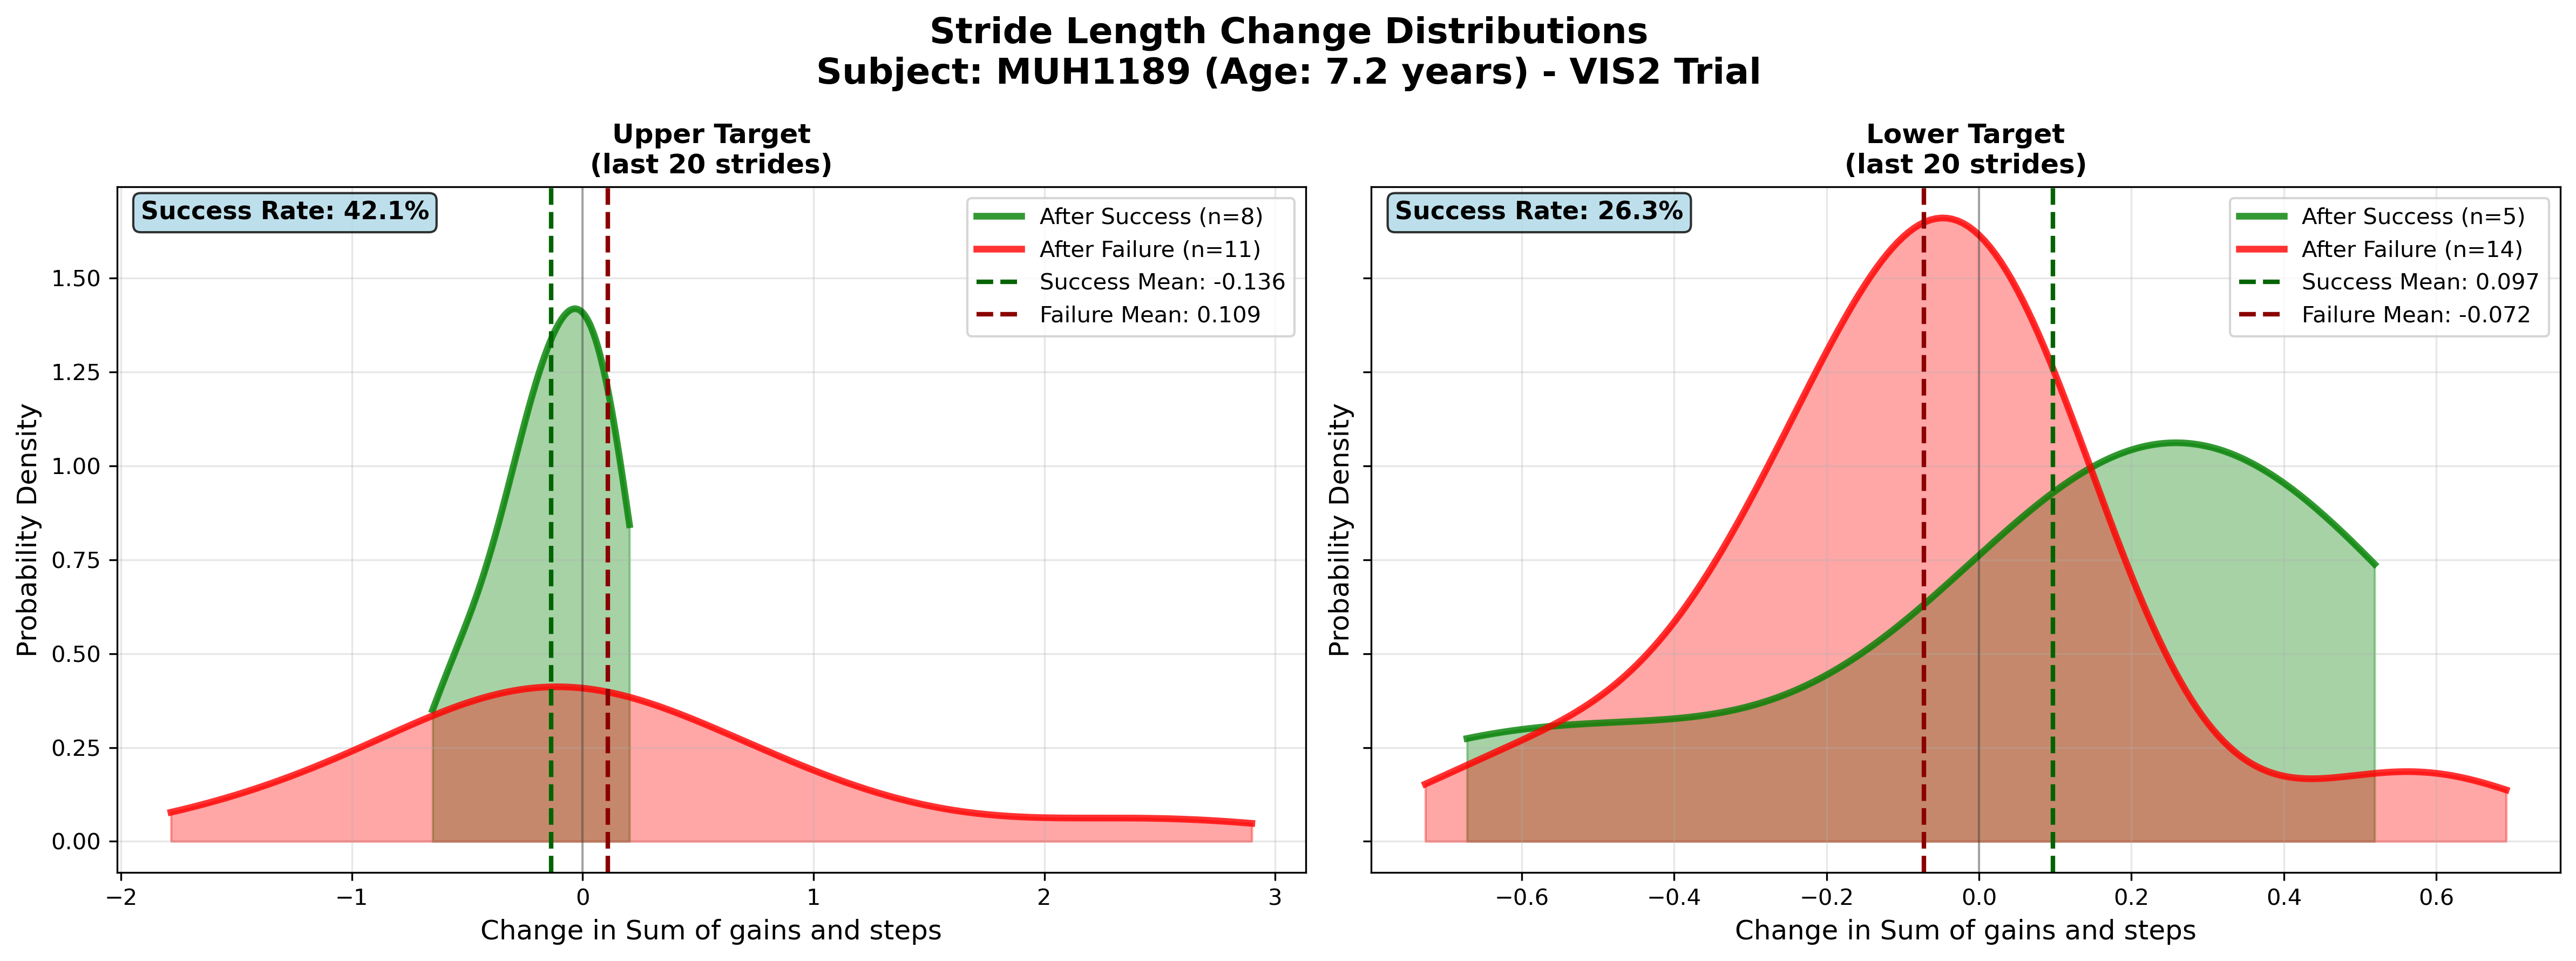 Stride Length Change Distributions
Subject: MUH1189 (Age: 7.2 years) - VIS2 Trial
Upper Target
(last 20 strides)
Success Rate: 42.1%
After Success (n=8)
After Failure (n=11)
Success Mean: -0.136
Failure Mean: 0.109
Probability Density
1.50
1.25
1.00
0.75
0.50
0.25
0.00
−2
−1
0
1
2
3
Change in Sum of gains and steps
Lower Target
(last 20 strides)
Success Rate: 26.3%
After Success (n=5)
After Failure (n=14)
Success Mean: 0.097
Failure Mean: -0.072
Probability Density
−0.6
−0.4
−0.2
0.0
0.2
0.4
0.6
Change in Sum of gains and steps